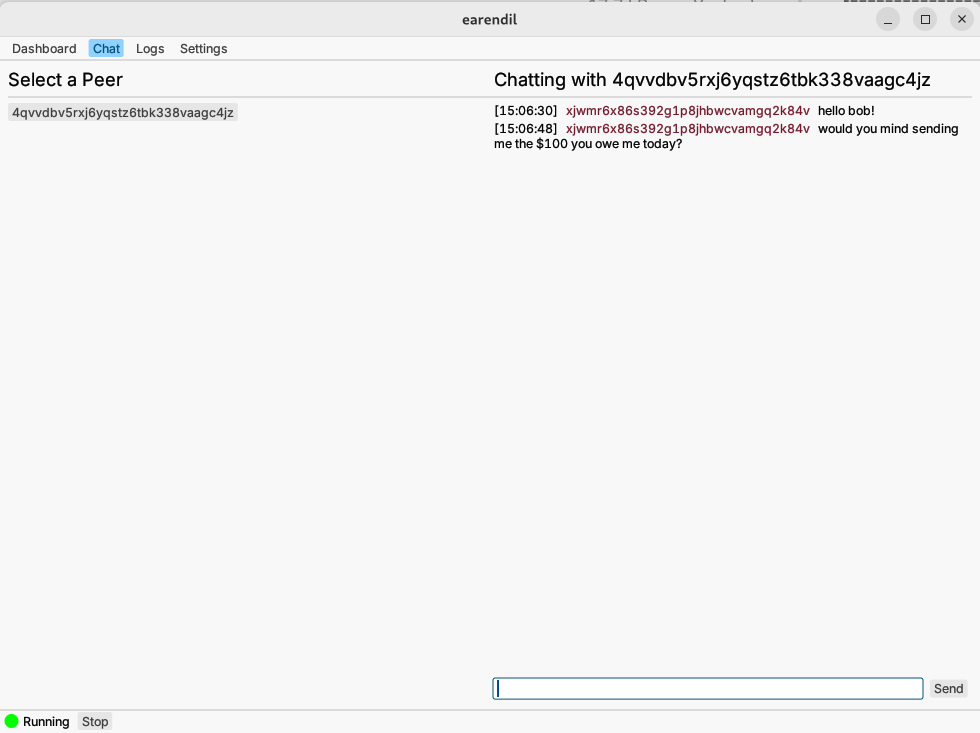 earendil
Dashboard Chat Logs Settings
Select a Peer
4qvvdbv5rxj6yqstz6tbk338vaagc4jz
Chatting with 4qvvdbv5rxj6yqstz6tbk338vaagc4jz
[15:06:30] xjwmr6x86s392g1p8jhbwcvamgq2k84v hello bob!
[15:06:48] xjwmr6x86s392g1p8jhbwcvamgq2k84v would you mind sending
me the $100 you owe me today?
Send
Running Stop